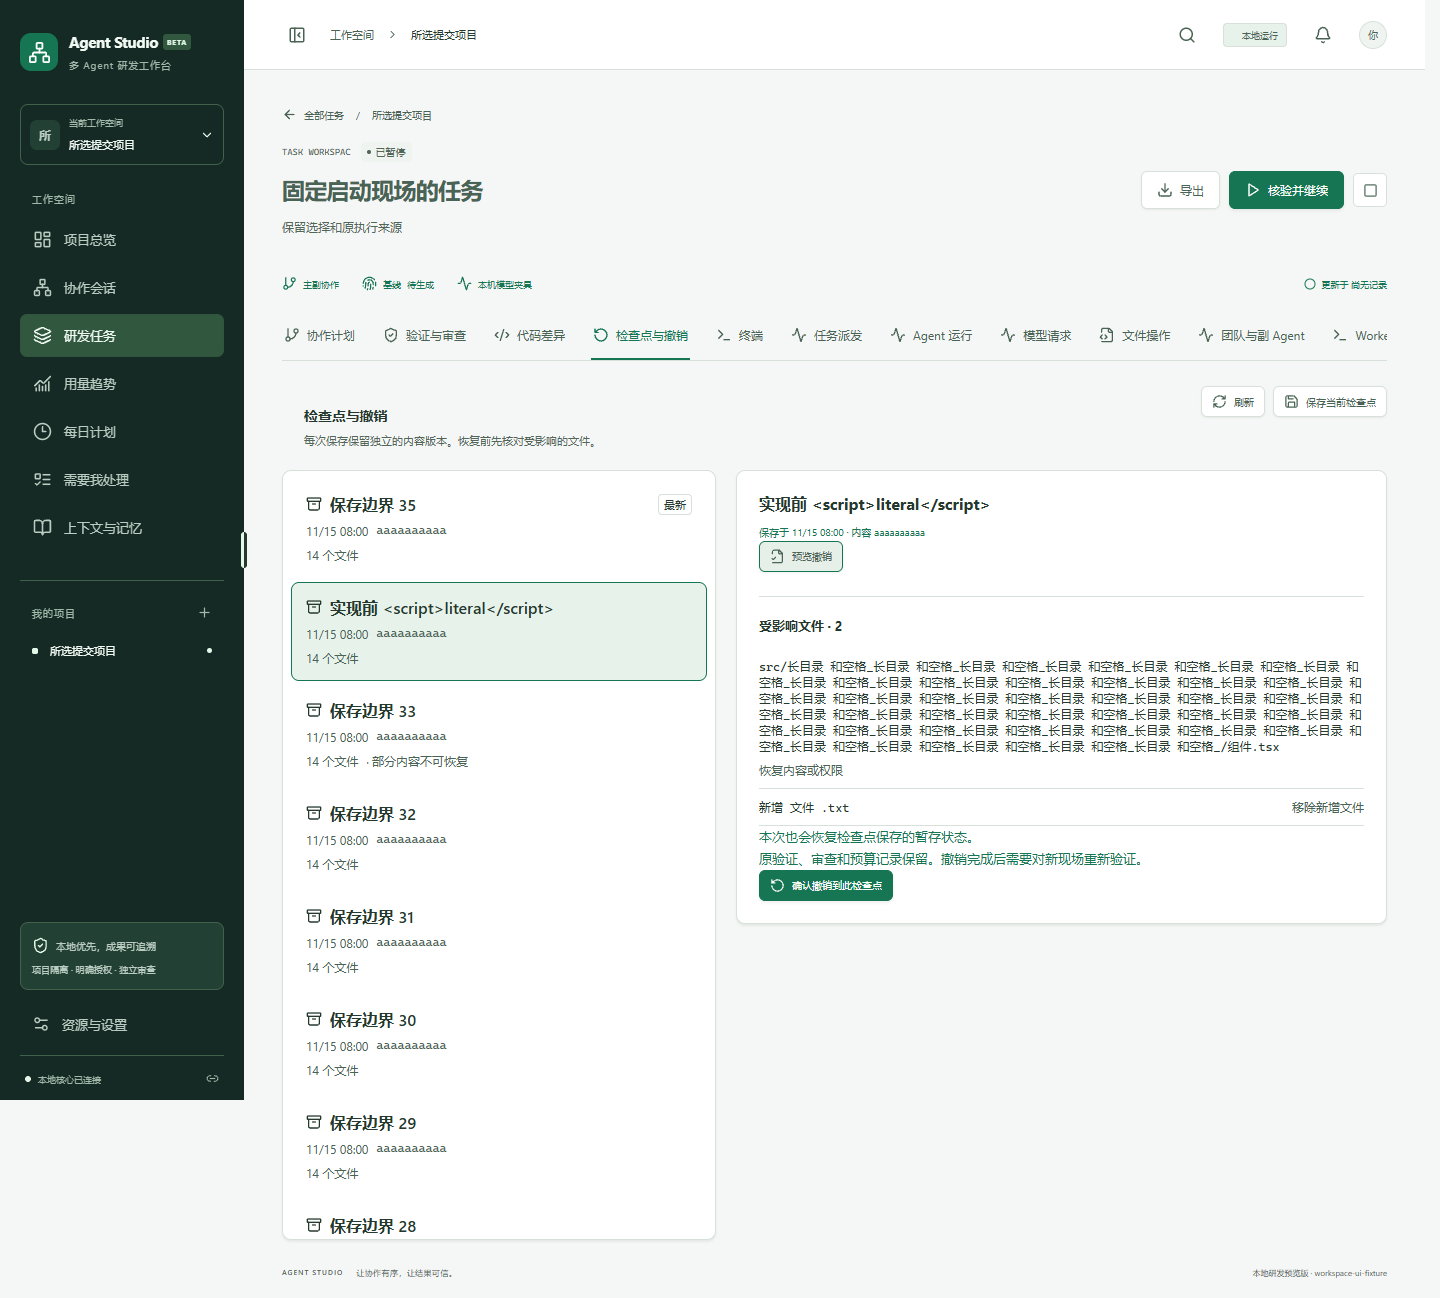 Agent Studio BETA
多 Agent 研发工作台
所
当前工作空间
所选提交项目
工作空间
项目总览
协作会话
研发任务
用量趋势
每日计划
需要我处理
上下文与记忆
我的项目
所选提交项目
本地优先，成果可追溯
项目隔离 · 明确授权 · 独立审查
资源与设置
本地核心已连接
工作空间 > 所选提交项目
本地运行
你
全部任务 / 所选提交项目
TASK WORKSPAC 已暂停
固定启动现场的任务
保留选择和原执行来源
导出
核验并继续
主副协作
基线 待生成
本机模型夹具
更新于 尚无记录
协作计划
验证与审查
代码差异
检查点与撤销
终端
任务派发
Agent 运行
模型请求
文件操作
团队与副 Agent
Worke
检查点与撤销
每次保存保留独立的内容版本。恢复前先核对受影响的文件。
刷新
保存当前检查点
保存边界 35
最新
11/15 08:00 aaaaaaaaaa
14 个文件
实现前 <script>literal</script>
11/15 08:00 aaaaaaaaaa
14 个文件
保存边界 33
11/15 08:00 aaaaaaaaaa
14 个文件 · 部分内容不可恢复
保存边界 32
11/15 08:00 aaaaaaaaaa
14 个文件
保存边界 31
11/15 08:00 aaaaaaaaaa
14 个文件
保存边界 30
11/15 08:00 aaaaaaaaaa
14 个文件
保存边界 29
11/15 08:00 aaaaaaaaaa
14 个文件
保存边界 28
实现前 <script>literal</script>
保存于 11/15 08:00 · 内容 aaaaaaaaaa
预览撤销
受影响文件 · 2
src/长目录 和空格_长目录 和空格_长目录 和空格_长目录 和空格_长目录 和空格_长目录 和空格_长目录 和
空格_长目录 和空格_长目录 和空格_长目录 和空格_长目录 和空格_长目录 和空格_长目录 和空格_长目录 和
空格_长目录 和空格_长目录 和空格_长目录 和空格_长目录 和空格_长目录 和空格_长目录 和空格_长目录 和
空格_长目录 和空格_长目录 和空格_长目录 和空格_长目录 和空格_长目录 和空格_长目录 和空格_长目录 和
空格_长目录 和空格_长目录 和空格_长目录 和空格_长目录 和空格_长目录 和空格_长目录 和空格_长目录 和
空格_长目录 和空格_长目录 和空格_长目录 和空格_长目录 和空格_长目录 和空格_/组件.tsx
恢复内容或权限
新增 文件 .txt
移除新增文件
本次也会恢复检查点保存的暂存状态。
原验证、审查和预算记录保留。撤销完成后需要对新现场重新验证。
确认撤销到此检查点
AGENT STUDIO 让协作有序，让结果可信。
本地研发预览版 · workspace-ui-fixture